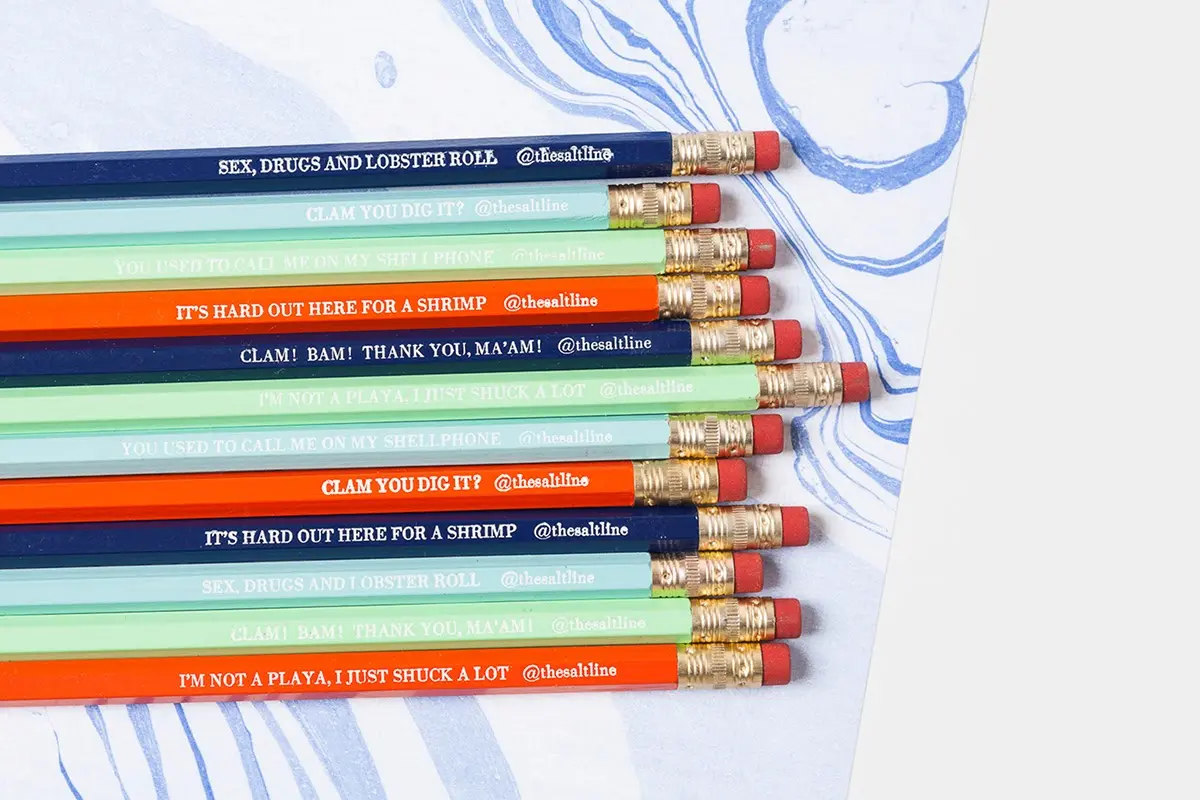 SEX, DRUGS AND LOBSTER ROLL @thesaltline
CLAM YOU DIG IT? @thesaltline
YOU USED TO CALL ME ON MY SHELLPHONE @thesaltline
IT'S HARD OUT HERE FOR A SHRIMP @thesaltline
CLAM! BAM! THANK YOU, MA'AM! @thesaltline
I'M NOT A PLAYA, I JUST SHUCK A LOT @thesaltline
YOU USED TO CALL ME ON MY SHELLPHONE @thesaltline
CLAM YOU DIG IT? @thesaltline
IT'S HARD OUT HERE FOR A SHRIMP @thesaltline
SEX, DRUGS AND LOBSTER ROLL @thesaltline
CLAM! BAM! THANK YOU, MA'AM! @thesaltline
I'M NOT A PLAYA, I JUST SHUCK A LOT @thesaltline